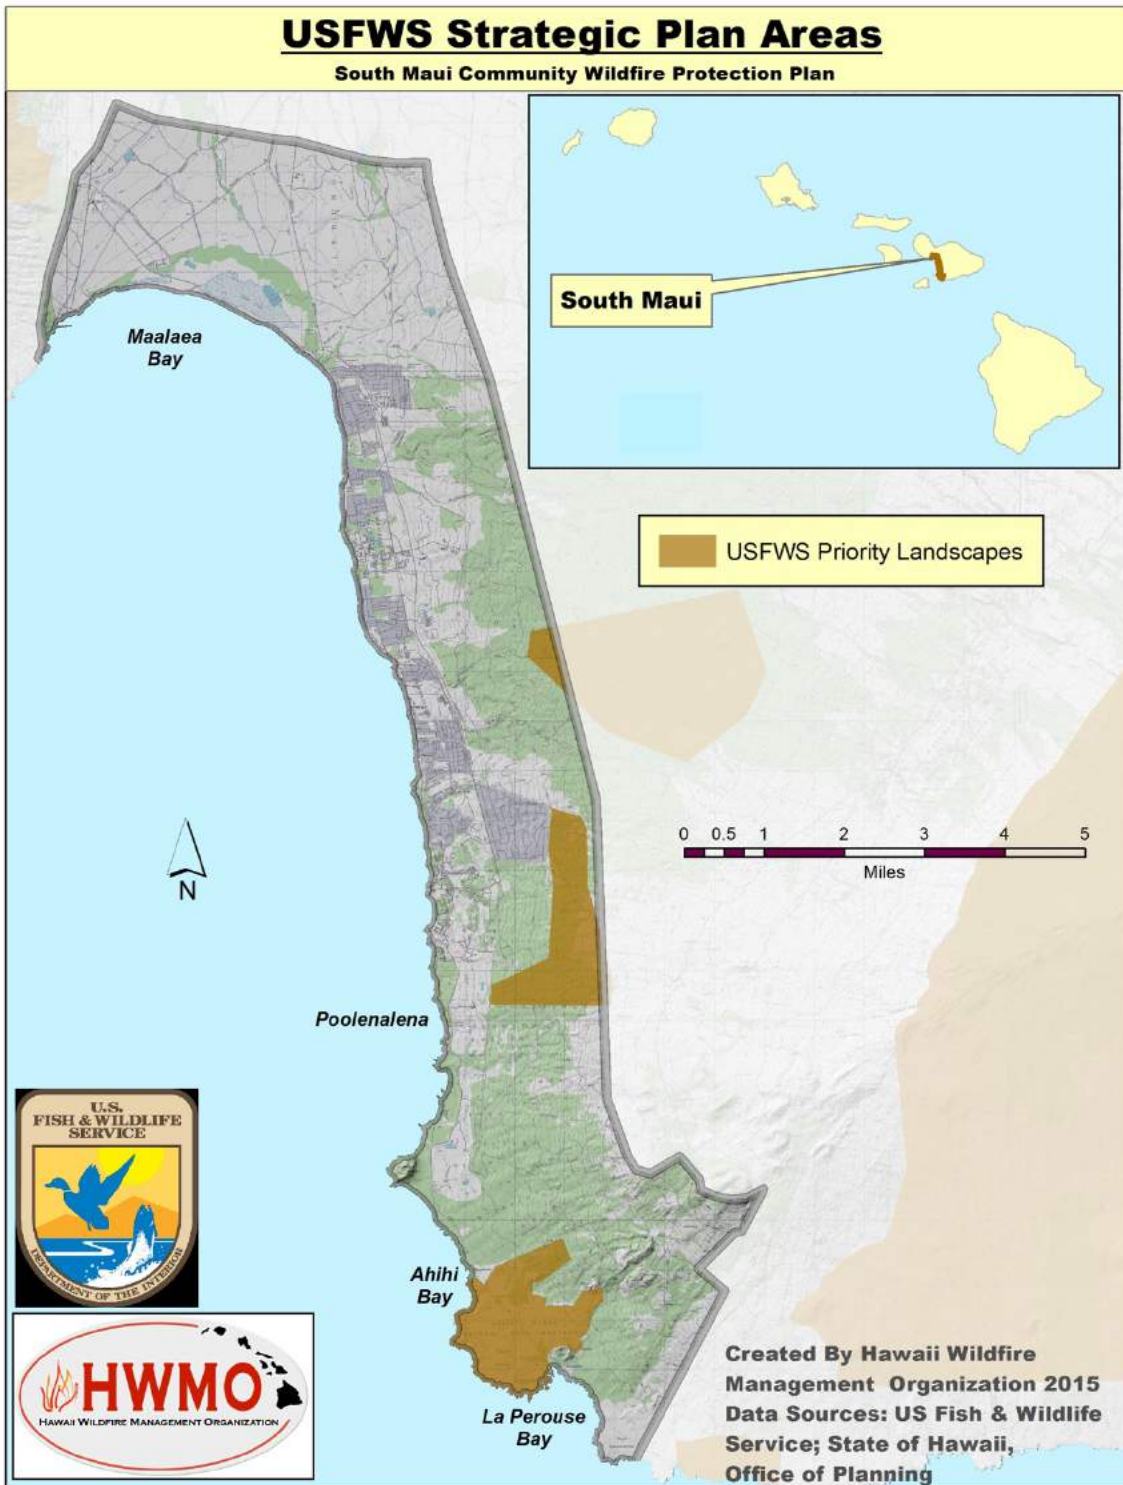 USFWS Strategic Plan Areas
South Maui Community Wildfire Protection Plan
South Maui
Maalaea
Bay
USFWS Priority Landscapes
0 0.5 1 2 3 4 5
Miles
N
Poolenalena
U.S.
FISH & WILDLIFE
SERVICE
DEPARTMENT OF THE INTERIOR
Ahihi
Bay
HWMO
HAWAII WILDFIRE MANAGEMENT ORGANIZATION
La Perouse
Bay
Created By Hawaii Wildfire
Management Organization 2015
Data Sources: US Fish & Wildlife
Service; State of Hawaii,
Office of Planning